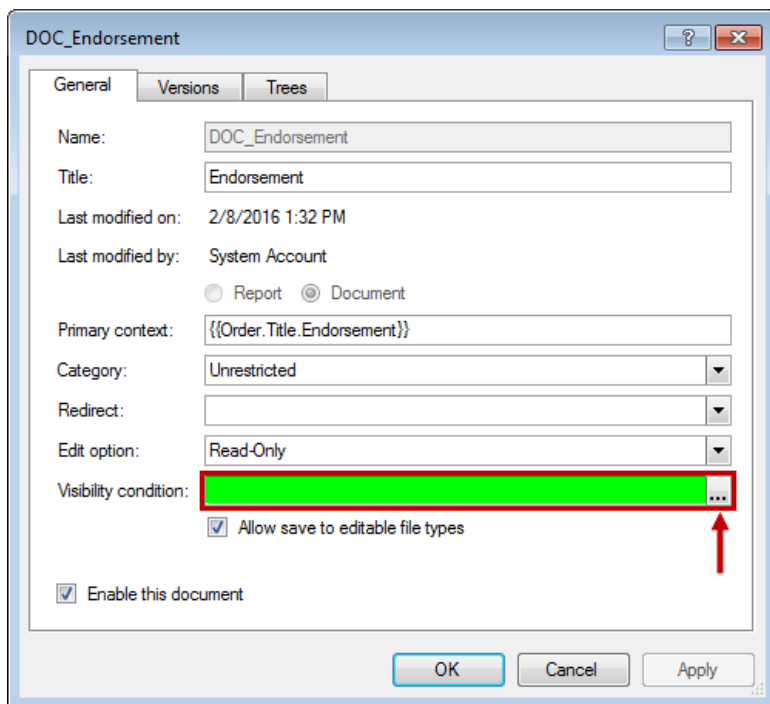 DOC_Endorsement
General Versions Trees
Name: DOC_Endorsement
Title: Endorsement
Last modified on: 2/8/2016 1:32 PM
Last modified by: System Account
Report Document
Primary context: {{Order.Title.Endorsement}}
Category: Unrestricted
Redirect:
Edit option: Read-Only
Visibility condition: ...
Allow save to editable file types
Enable this document
OK Cancel Apply